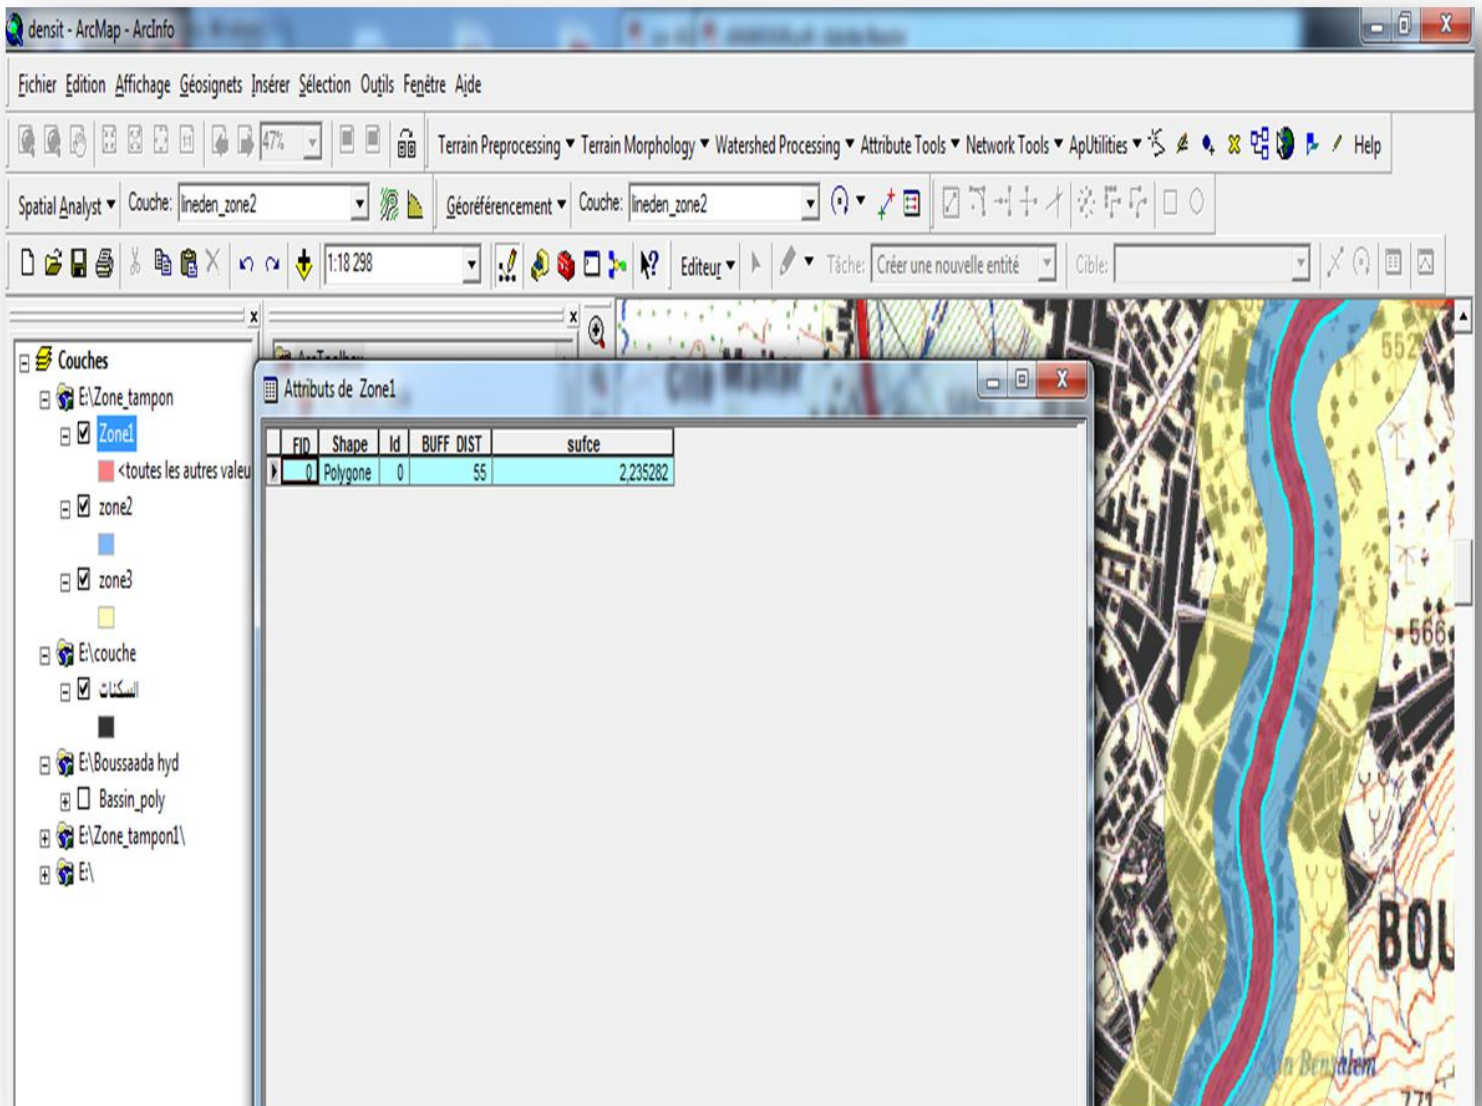 densit - ArcMap - ArcInfo
Fichier Edition Affichage Géosignets Insérer Sélection Outils Fenêtre Aide
47% Terrain Preprocessing Terrain Morphology Watershed Processing Attribute Tools Network Tools ApUtilities Help
Spatial Analyst Couche: lineden_zone2 Géoréférencement Couche: lineden_zone2
1:18 298 Editeur Tâche: Créer une nouvelle entité Cible:
Couches
E:\Zone_tampon
Zone1
<toutes les autres valeu
zone2
zone3
E:\couche
السكنات
E:\Boussaada hyd
Bassin_poly
E:\Zone_tampon1\
E:\
ArcToolbox
Attributs de Zone1
FID Shape Id BUFF_DIST sufce
0 Polygone 0 55 2,235282
552
566
BOU
Bensalem
771